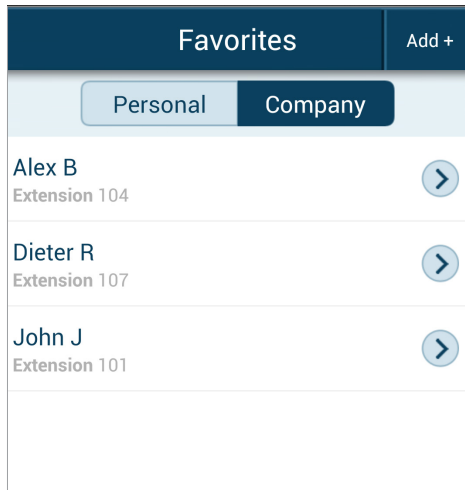 Favorites Add +
Personal Company
Alex B
Extension 104
Dieter R
Extension 107
John J
Extension 101